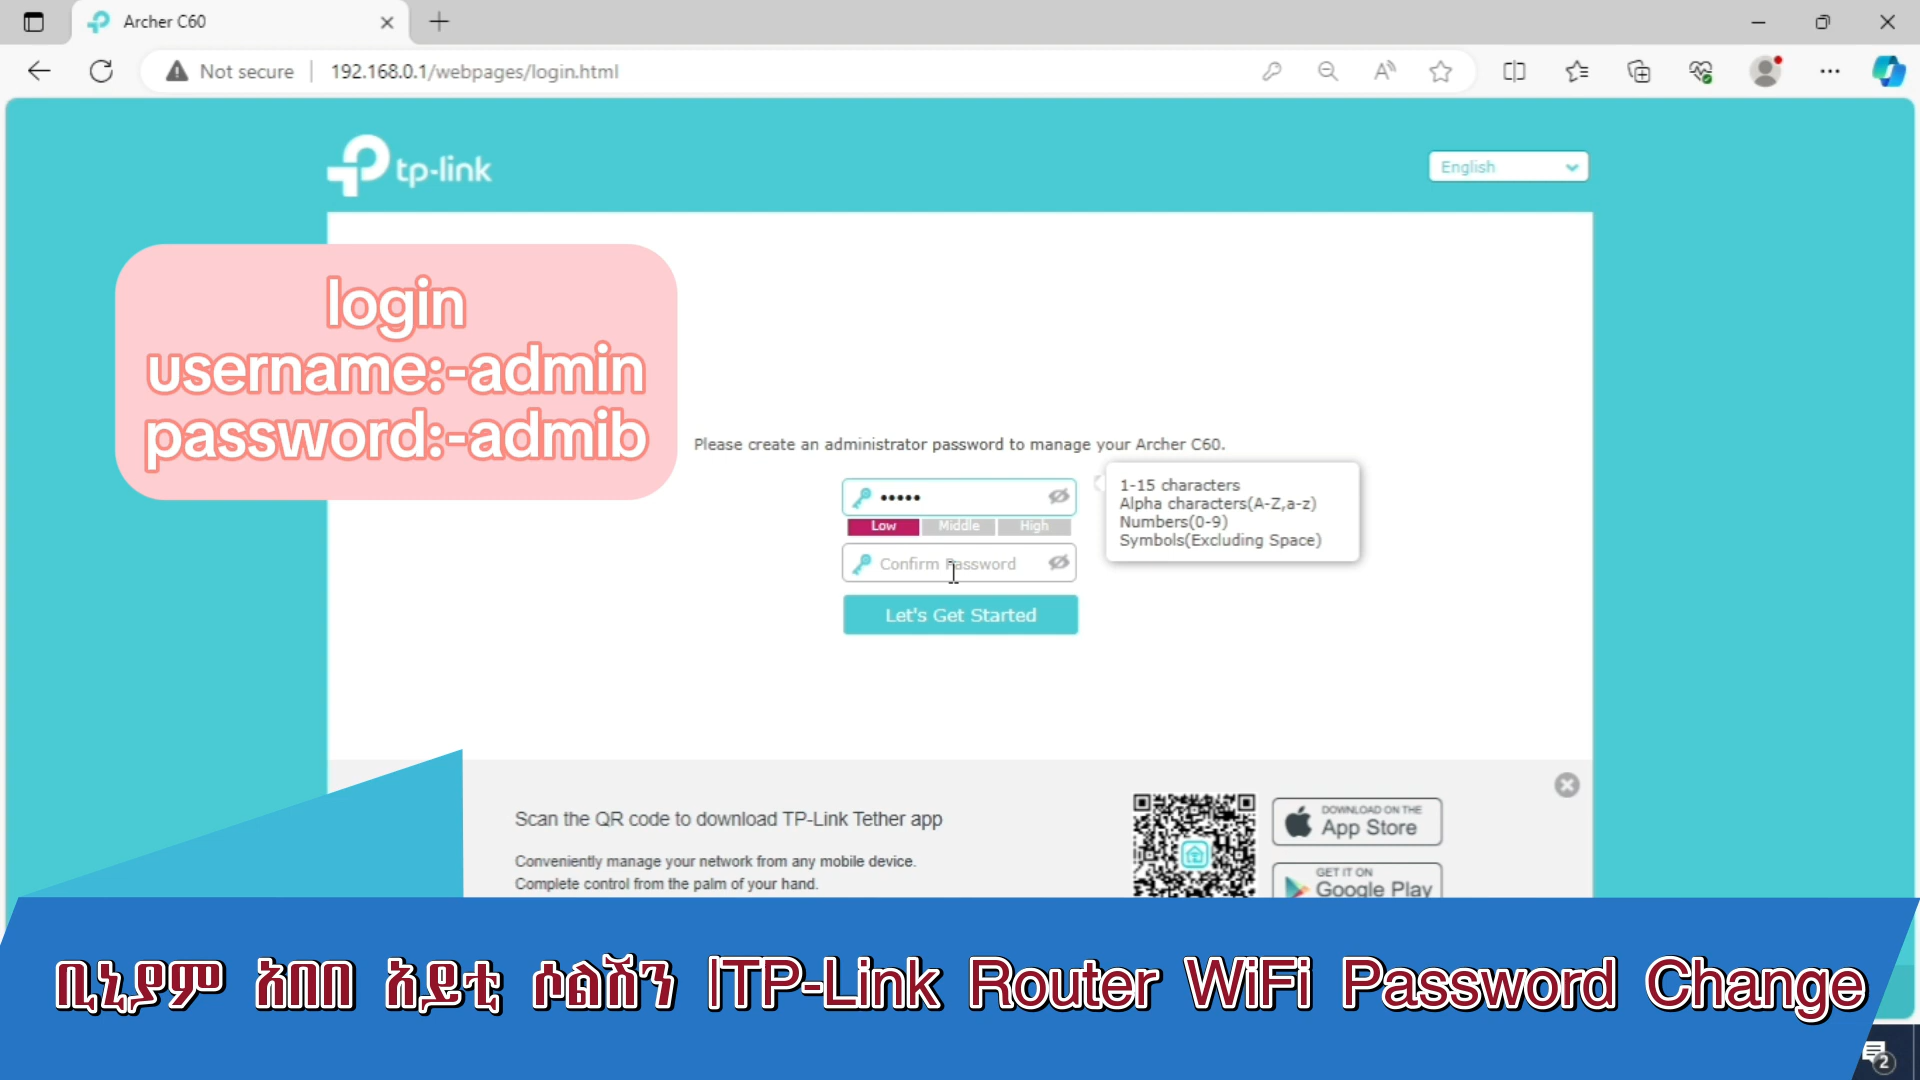 Archer C60
Not secure
192.168.0.1/webpages/login.html
tp-link
English
login
username:-admin
password:-admib
Please create an administrator password to manage your Archer C60.
•••••
Low Middle High
Confirm Password
1-15 characters
Alpha characters(A-Z,a-z)
Numbers(0-9)
Symbols(Excluding Space)
Let's Get Started
Scan the QR code to download TP-Link Tether app
Conveniently manage your network from any mobile device.
Complete control from the palm of your hand.
DOWNLOAD ON THE
App Store
GET IT ON
Google Play
ቢኒያም አበበ አይቲ ሶልሽን |TP-Link Router WiFi Password Change
2